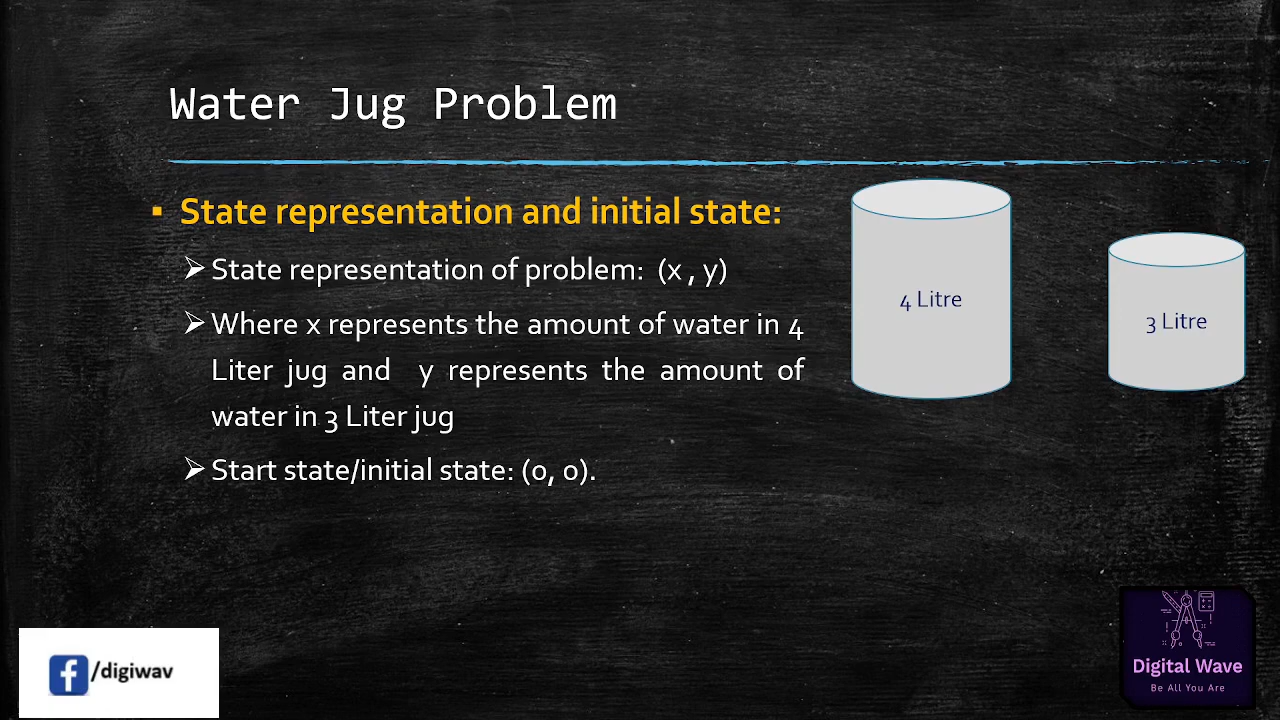 Water Jug Problem
▪ State representation and initial state:
➢ State representation of problem: (x , y)
➢ Where x represents the amount of water in 4
Liter jug and y represents the amount of
water in 3 Liter jug
➢ Start state/initial state: (0, 0).
4 Litre
3 Litre
f /digiwav
Digital Wave
Be All You Are